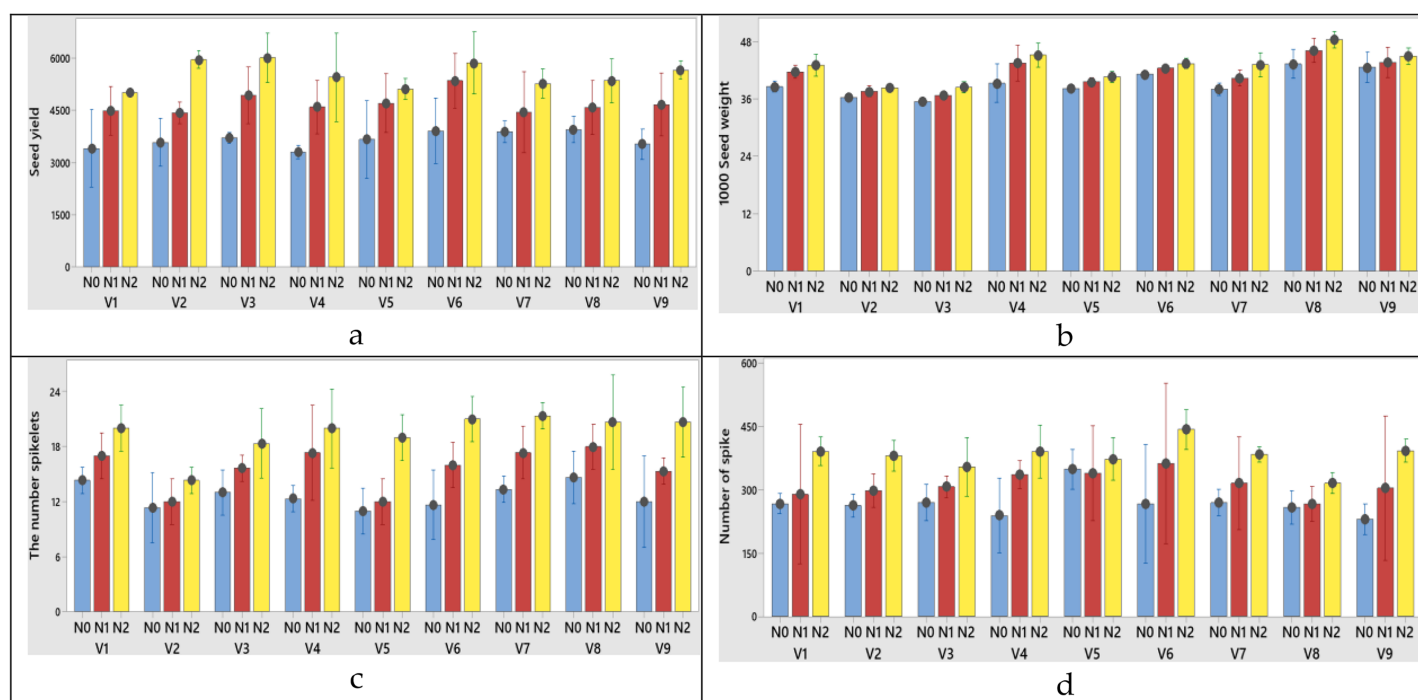 Seed yield
6000
4500
3000
1500
0
N0 N1 N2 N0 N1 N2 N0 N1 N2 N0 N1 N2 N0 N1 N2 N0 N1 N2 N0 N1 N2 N0 N1 N2 N0 N1 N2
V1 V2 V3 V4 V5 V6 V7 V8 V9
a
1000 Seed weight
48
36
24
12
0
N0 N1 N2 N0 N1 N2 N0 N1 N2 N0 N1 N2 N0 N1 N2 N0 N1 N2 N0 N1 N2 N0 N1 N2 N0 N1 N2
V1 V2 V3 V4 V5 V6 V7 V8 V9
b
The number spikelets
24
18
12
6
0
N0 N1 N2 N0 N1 N2 N0 N1 N2 N0 N1 N2 N0 N1 N2 N0 N1 N2 N0 N1 N2 N0 N1 N2 N0 N1 N2
V1 V2 V3 V4 V5 V6 V7 V8 V9
c
Number of spike
600
450
300
150
0
N0 N1 N2 N0 N1 N2 N0 N1 N2 N0 N1 N2 N0 N1 N2 N0 N1 N2 N0 N1 N2 N0 N1 N2 N0 N1 N2
V1 V2 V3 V4 V5 V6 V7 V8 V9
d